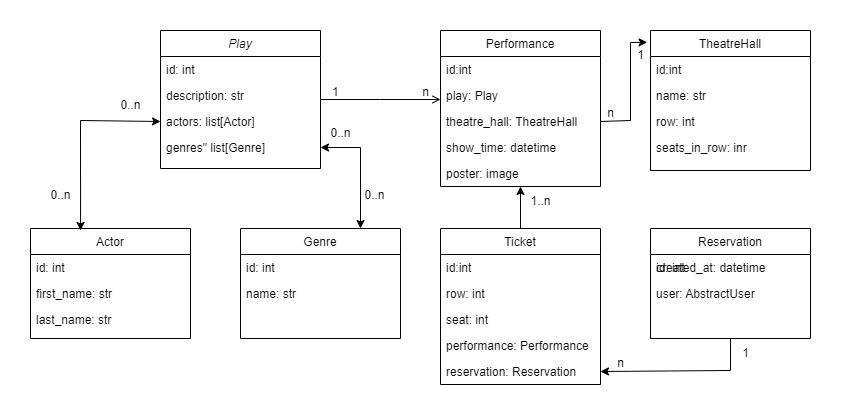 Play
id: int
description: str
actors: list[Actor]
genres" list[Genre]
Performance
id:int
play: Play
theatre_hall: TheatreHall
show_time: datetime
poster: image
TheatreHall
id:int
name: str
row: int
seats_in_row: inr
1
n
n
1
0..n
0..n
0..n
0..n
1..n
Actor
id: int
first_name: str
last_name: str
Genre
id: int
name: str
Ticket
id:int
row: int
seat: int
performance: Performance
reservation: Reservation
Reservation
id: int
created_at: datetime
user: AbstractUser
n
1